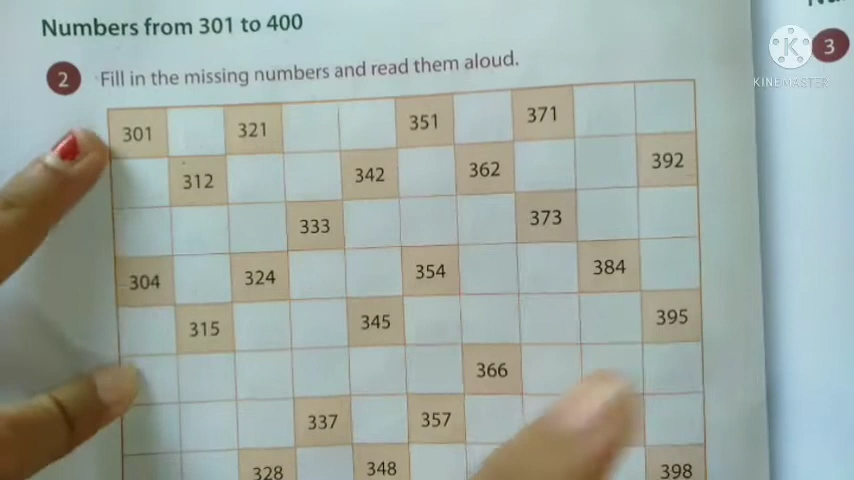 Numbers from 301 to 400
2 Fill in the missing numbers and read them aloud.
3
K
KINEMASTER
301 321 351 371
312 342 362 392
333 373
304 324 354 384
315 345 395
366
337 357
328 348 398